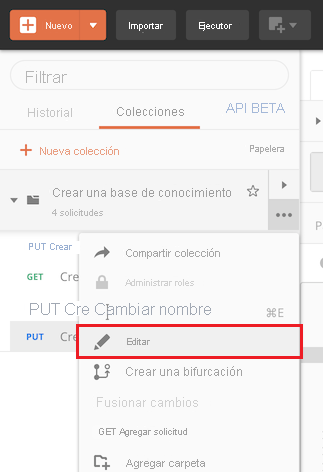 Nuevo Importar Ejecutor
Filtrar
Historial Colecciones API BETA
+ Nueva colección Papelera
Crear una base de conocimiento
4 solicitudes
PUT Crear
Compartir colección
GET Cre
Administrar roles
PUT Cre Cambiar nombre ⌘E
PUT Cre Editar
Crear una bifurcación
Fusionar cambios
GET Agregar solicitud
Agregar carpeta